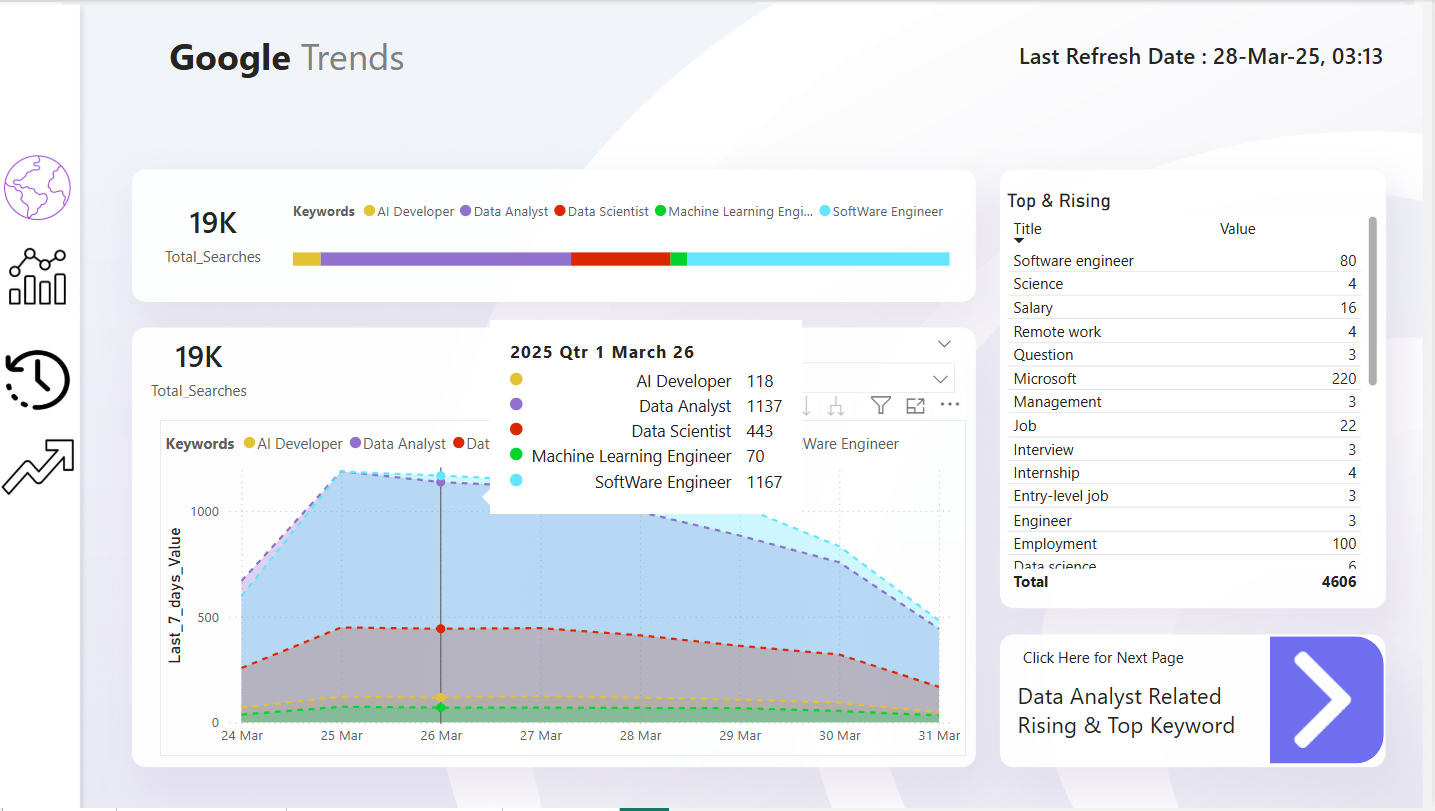 Google Trends
Last Refresh Date : 28-Mar-25, 03:13
19K
Total_Searches
Keywords AI Developer Data Analyst Data Scientist Machine Learning Engi... SoftWare Engineer
19K
Total_Searches
2025 Qtr 1 March 26
AI Developer 118
Data Analyst 1137
Data Scientist 443
Machine Learning Engineer 70
SoftWare Engineer 1167
Keywords AI Developer Data Analyst Dat
Ware Engineer
Last_7_days_Value
1000
500
0
24 Mar 25 Mar 26 Mar 27 Mar 28 Mar 29 Mar 30 Mar 31 Mar
Top & Rising
Title Value
Software engineer 80
Science 4
Salary 16
Remote work 4
Question 3
Microsoft 220
Management 3
Job 22
Interview 3
Internship 4
Entry-level job 3
Engineer 3
Employment 100
Data science 6
Total 4606
Click Here for Next Page
Data Analyst Related
Rising & Top Keyword